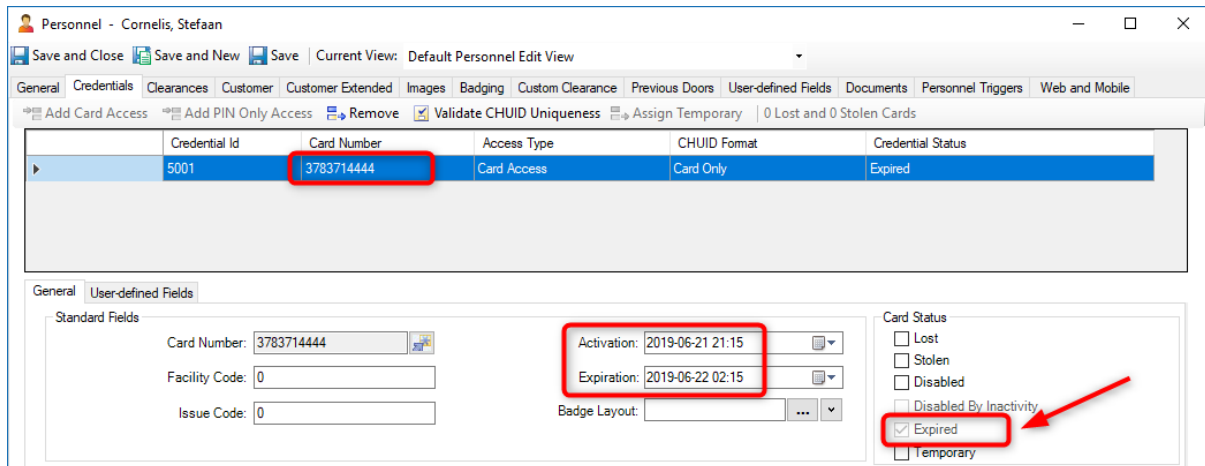 Personnel - Cornelis, Stefaan
Save and Close Save and New Save Current View: Default Personnel Edit View
General Credentials Clearances Customer Customer Extended Images Badging Custom Clearance Previous Doors User-defined Fields Documents Personnel Triggers Web and Mobile
Add Card Access Add PIN Only Access Remove Validate CHUID Uniqueness Assign Temporary 0 Lost and 0 Stolen Cards
Credential Id Card Number Access Type CHUID Format Credential Status
5001 3783714444 Card Access Card Only Expired
General User-defined Fields
Standard Fields Card Status
Card Number: 3783714444 Activation: 2019-06-21 21:15 Lost
Stolen
Facility Code: 0 Expiration: 2019-06-22 02:15 Disabled
Issue Code: 0 Badge Layout: ... Disabled By Inactivity
Expired
Temporary